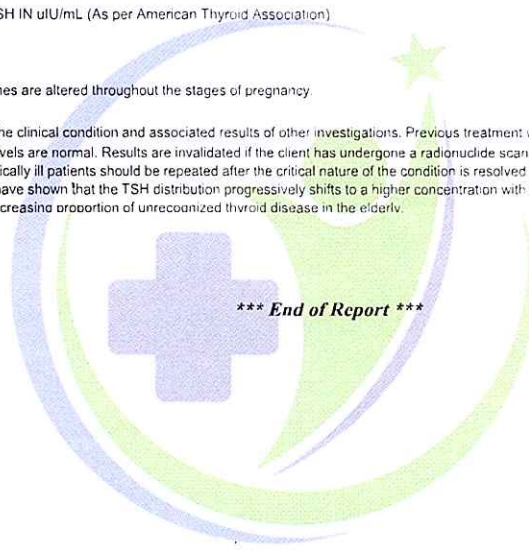 SH IN uIU/mL (As per American Thyroid Association)
nes are altered throughout the stages of pregnancy.
he clinical condition and associated results of other investigations. Previous treatment
vels are normal. Results are invalidated if the client has undergone a radionuclide scan
ically ill patients should be repeated after the critical nature of the condition is resolved
have shown that the TSH distribution progressively shifts to a higher concentration with
creasing proportion of unrecognized thyroid disease in the elderly.
*** End of Report ***